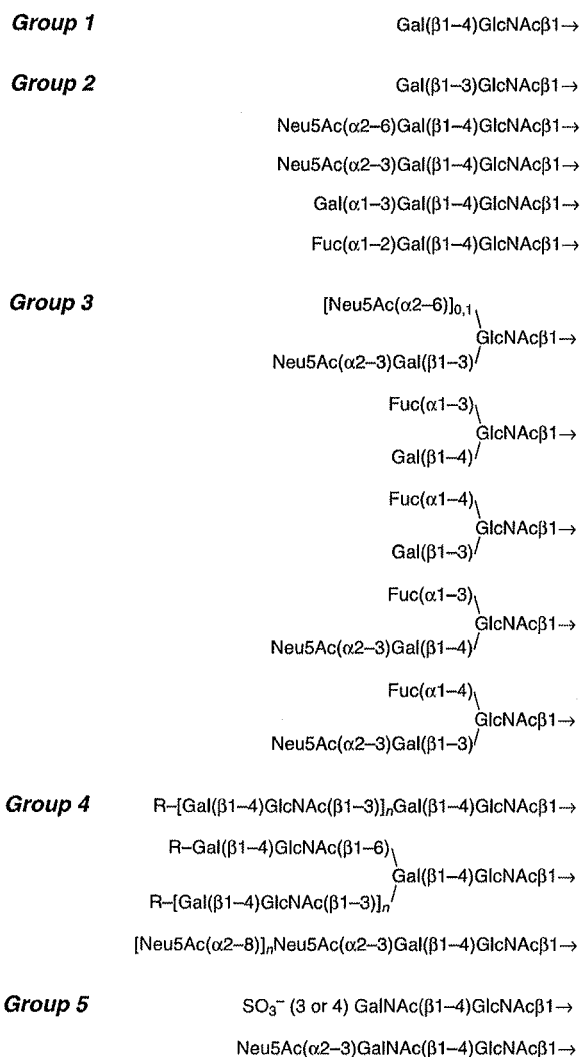 Group 1 Gal(β1–4)GlcNAcβ1→
Group 2 Gal(β1–3)GlcNAcβ1→
Neu5Ac(α2–6)Gal(β1–4)GlcNAcβ1→
Neu5Ac(α2–3)Gal(β1–4)GlcNAcβ1→
Gal(α1–3)Gal(β1–4)GlcNAcβ1→
Fuc(α1–2)Gal(β1–4)GlcNAcβ1→
Group 3 [Neu5Ac(α2–6)]0,1
GlcNAcβ1→
Neu5Ac(α2–3)Gal(β1–3)
Fuc(α1–3)
GlcNAcβ1→
Gal(β1–4)
Fuc(α1–4)
GlcNAcβ1→
Gal(β1–3)
Fuc(α1–3)
GlcNAcβ1→
Neu5Ac(α2–3)Gal(β1–4)
Fuc(α1–4)
GlcNAcβ1→
Neu5Ac(α2–3)Gal(β1–3)
Group 4 R–[Gal(β1–4)GlcNAc(β1–3)]nGal(β1–4)GlcNAcβ1→
R–Gal(β1–4)GlcNAc(β1–6)
Gal(β1–4)GlcNAcβ1→
R–[Gal(β1–4)GlcNAc(β1–3)]n
[Neu5Ac(α2–8)]nNeu5Ac(α2–3)Gal(β1–4)GlcNAcβ1→
Group 5 SO3– (3 or 4) GalNAc(β1–4)GlcNAcβ1→
Neu5Ac(α2–3)GalNAc(β1–4)GlcNAcβ1→